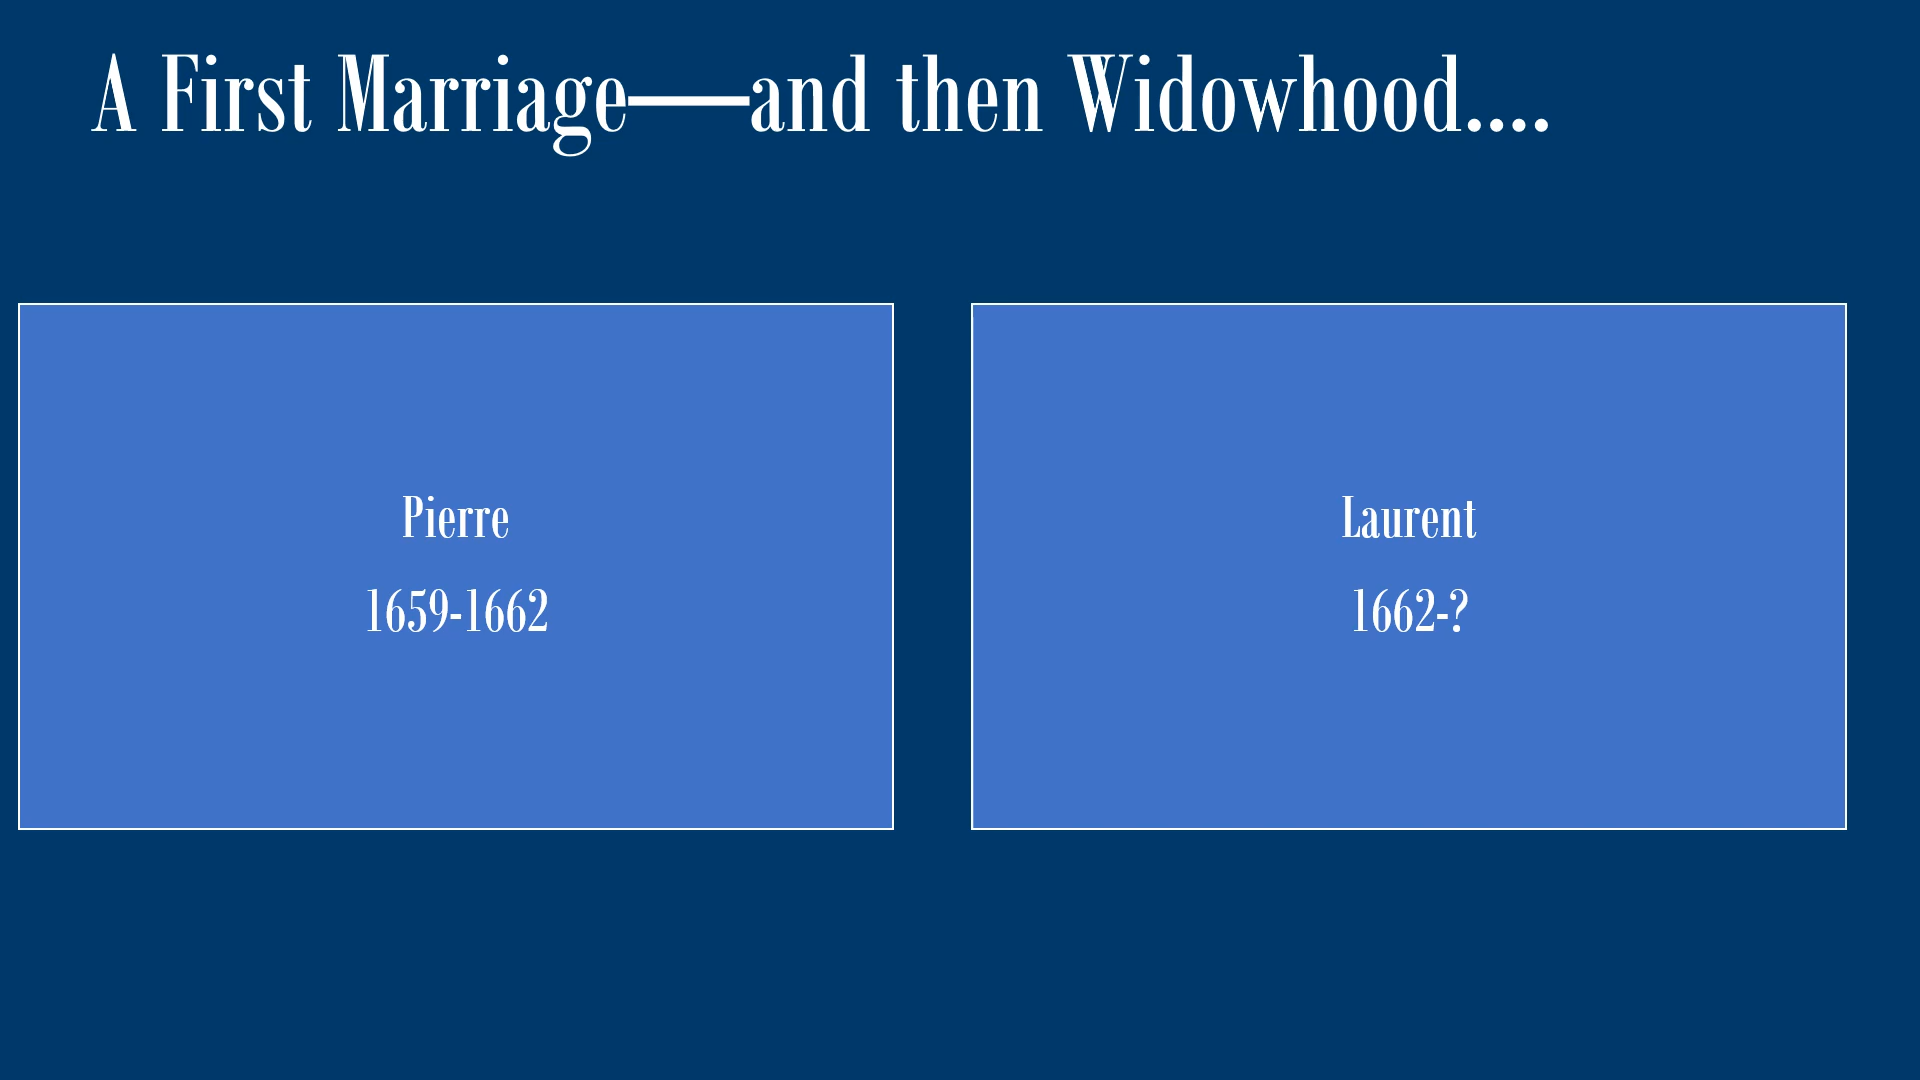 A First Marriage—and then Widowhood....
Pierre
1659-1662
Laurent
1662-?